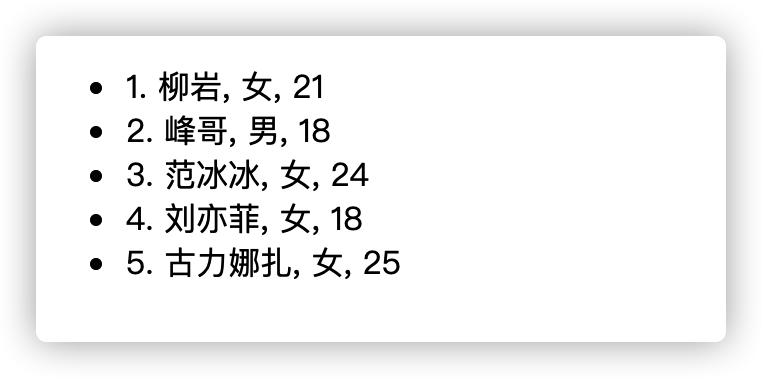 • 1. 柳岩, 女, 21
• 2. 峰哥, 男, 18
• 3. 范冰冰, 女, 24
• 4. 刘亦菲, 女, 18
• 5. 古力娜扎, 女, 25